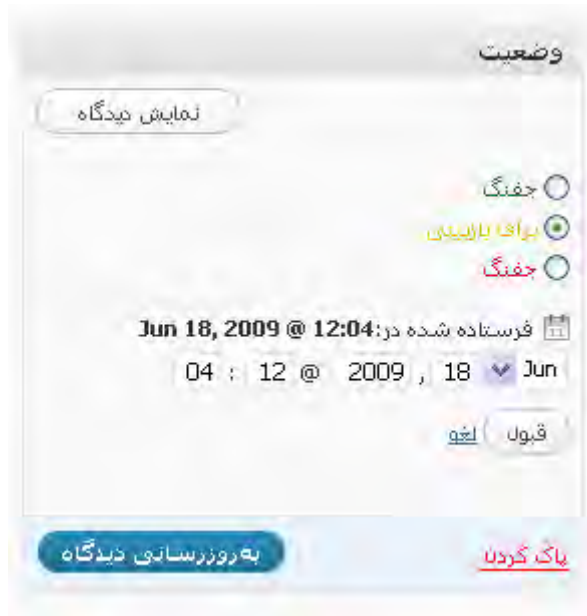 وضعیت
نمایش دیدگاه
جفنگ
برای بازبینی
جفنگ
فرستاده شده در: Jun 18, 2009 @ 12:04
Jun 18 , 2009 @ 12 : 04
قبول لغو
پاک کردن به‌روزرسانی دیدگاه